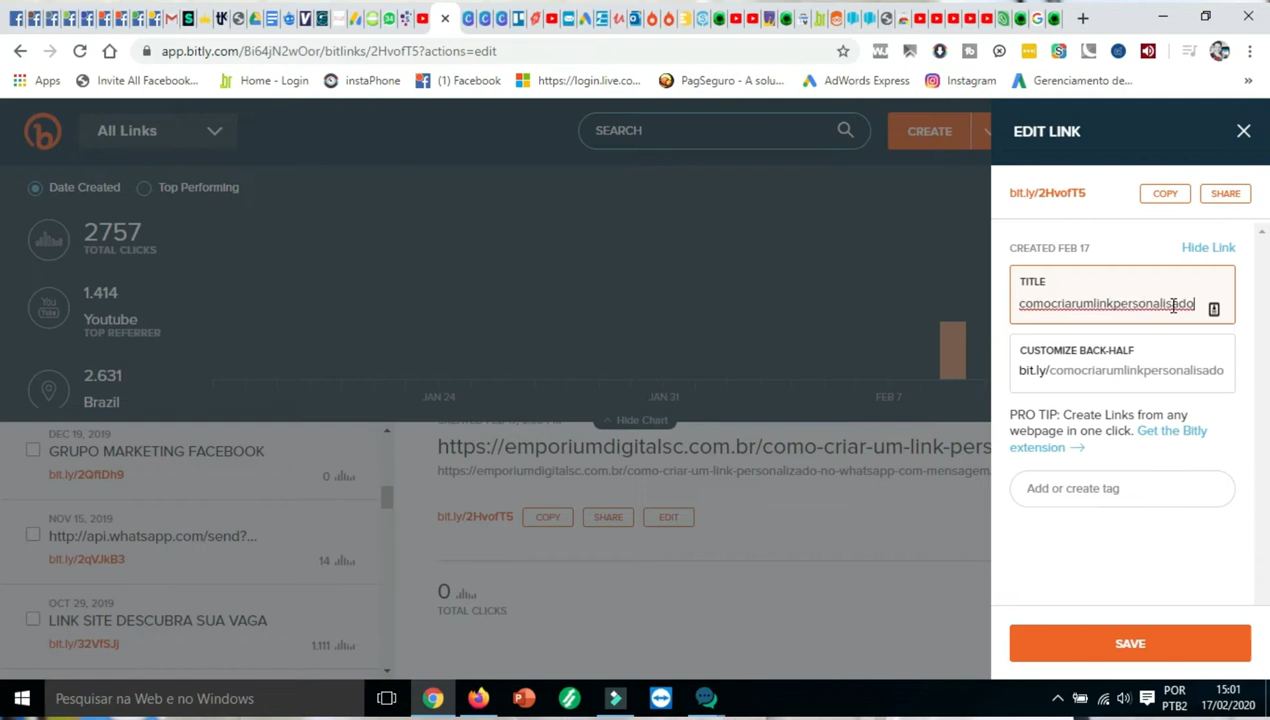 app.bitly.com/Bi64jN2wOor/bitlinks/2HvofT5?actions=edit
Apps Invite All Facebook... Home - Login instaPhone (1) Facebook https://login.live.co... PagSeguro - A solu... AdWords Express Instagram Gerenciamento de... »
All Links SEARCH CREATE EDIT LINK
Date Created Top Performing
bit.ly/2HvofT5 COPY SHARE
2757
TOTAL CLICKS
CREATED FEB 17 Hide Link
TITLE
comocriarumlinkpersonalisado
1.414
You Tube
Youtube
TOP REFERRER
CUSTOMIZE BACK-HALF
bit.ly/comocriarumlinkpersonalisado
2.631
Brazil
JAN 24 JAN 31 FEB 7
Hide Chart
PRO TIP: Create Links from any
webpage in one click. Get the Bitly
extension →
Add or create tag
DEC 19, 2019
GRUPO MARKETING FACEBOOK
bit.ly/2QftDh9 0
https://emporiumdigitalsc.com.br/como-criar-um-link-pers
https://emporiumdigitalsc.com.br/como-criar-um-link-personalizado-no-whatsapp-com-mensagem
bit.ly/2HvofT5 COPY SHARE EDIT
NOV 15, 2019
http://api.whatsapp.com/send?...
bit.ly/2qVJkB3 14
0
TOTAL CLICKS
OCT 29, 2019
LINK SITE DESCUBRA SUA VAGA
bit.ly/32VfSJj 1.111
SAVE
Pesquisar na Web e no Windows
POR
PTB2
15:01
17/02/2020